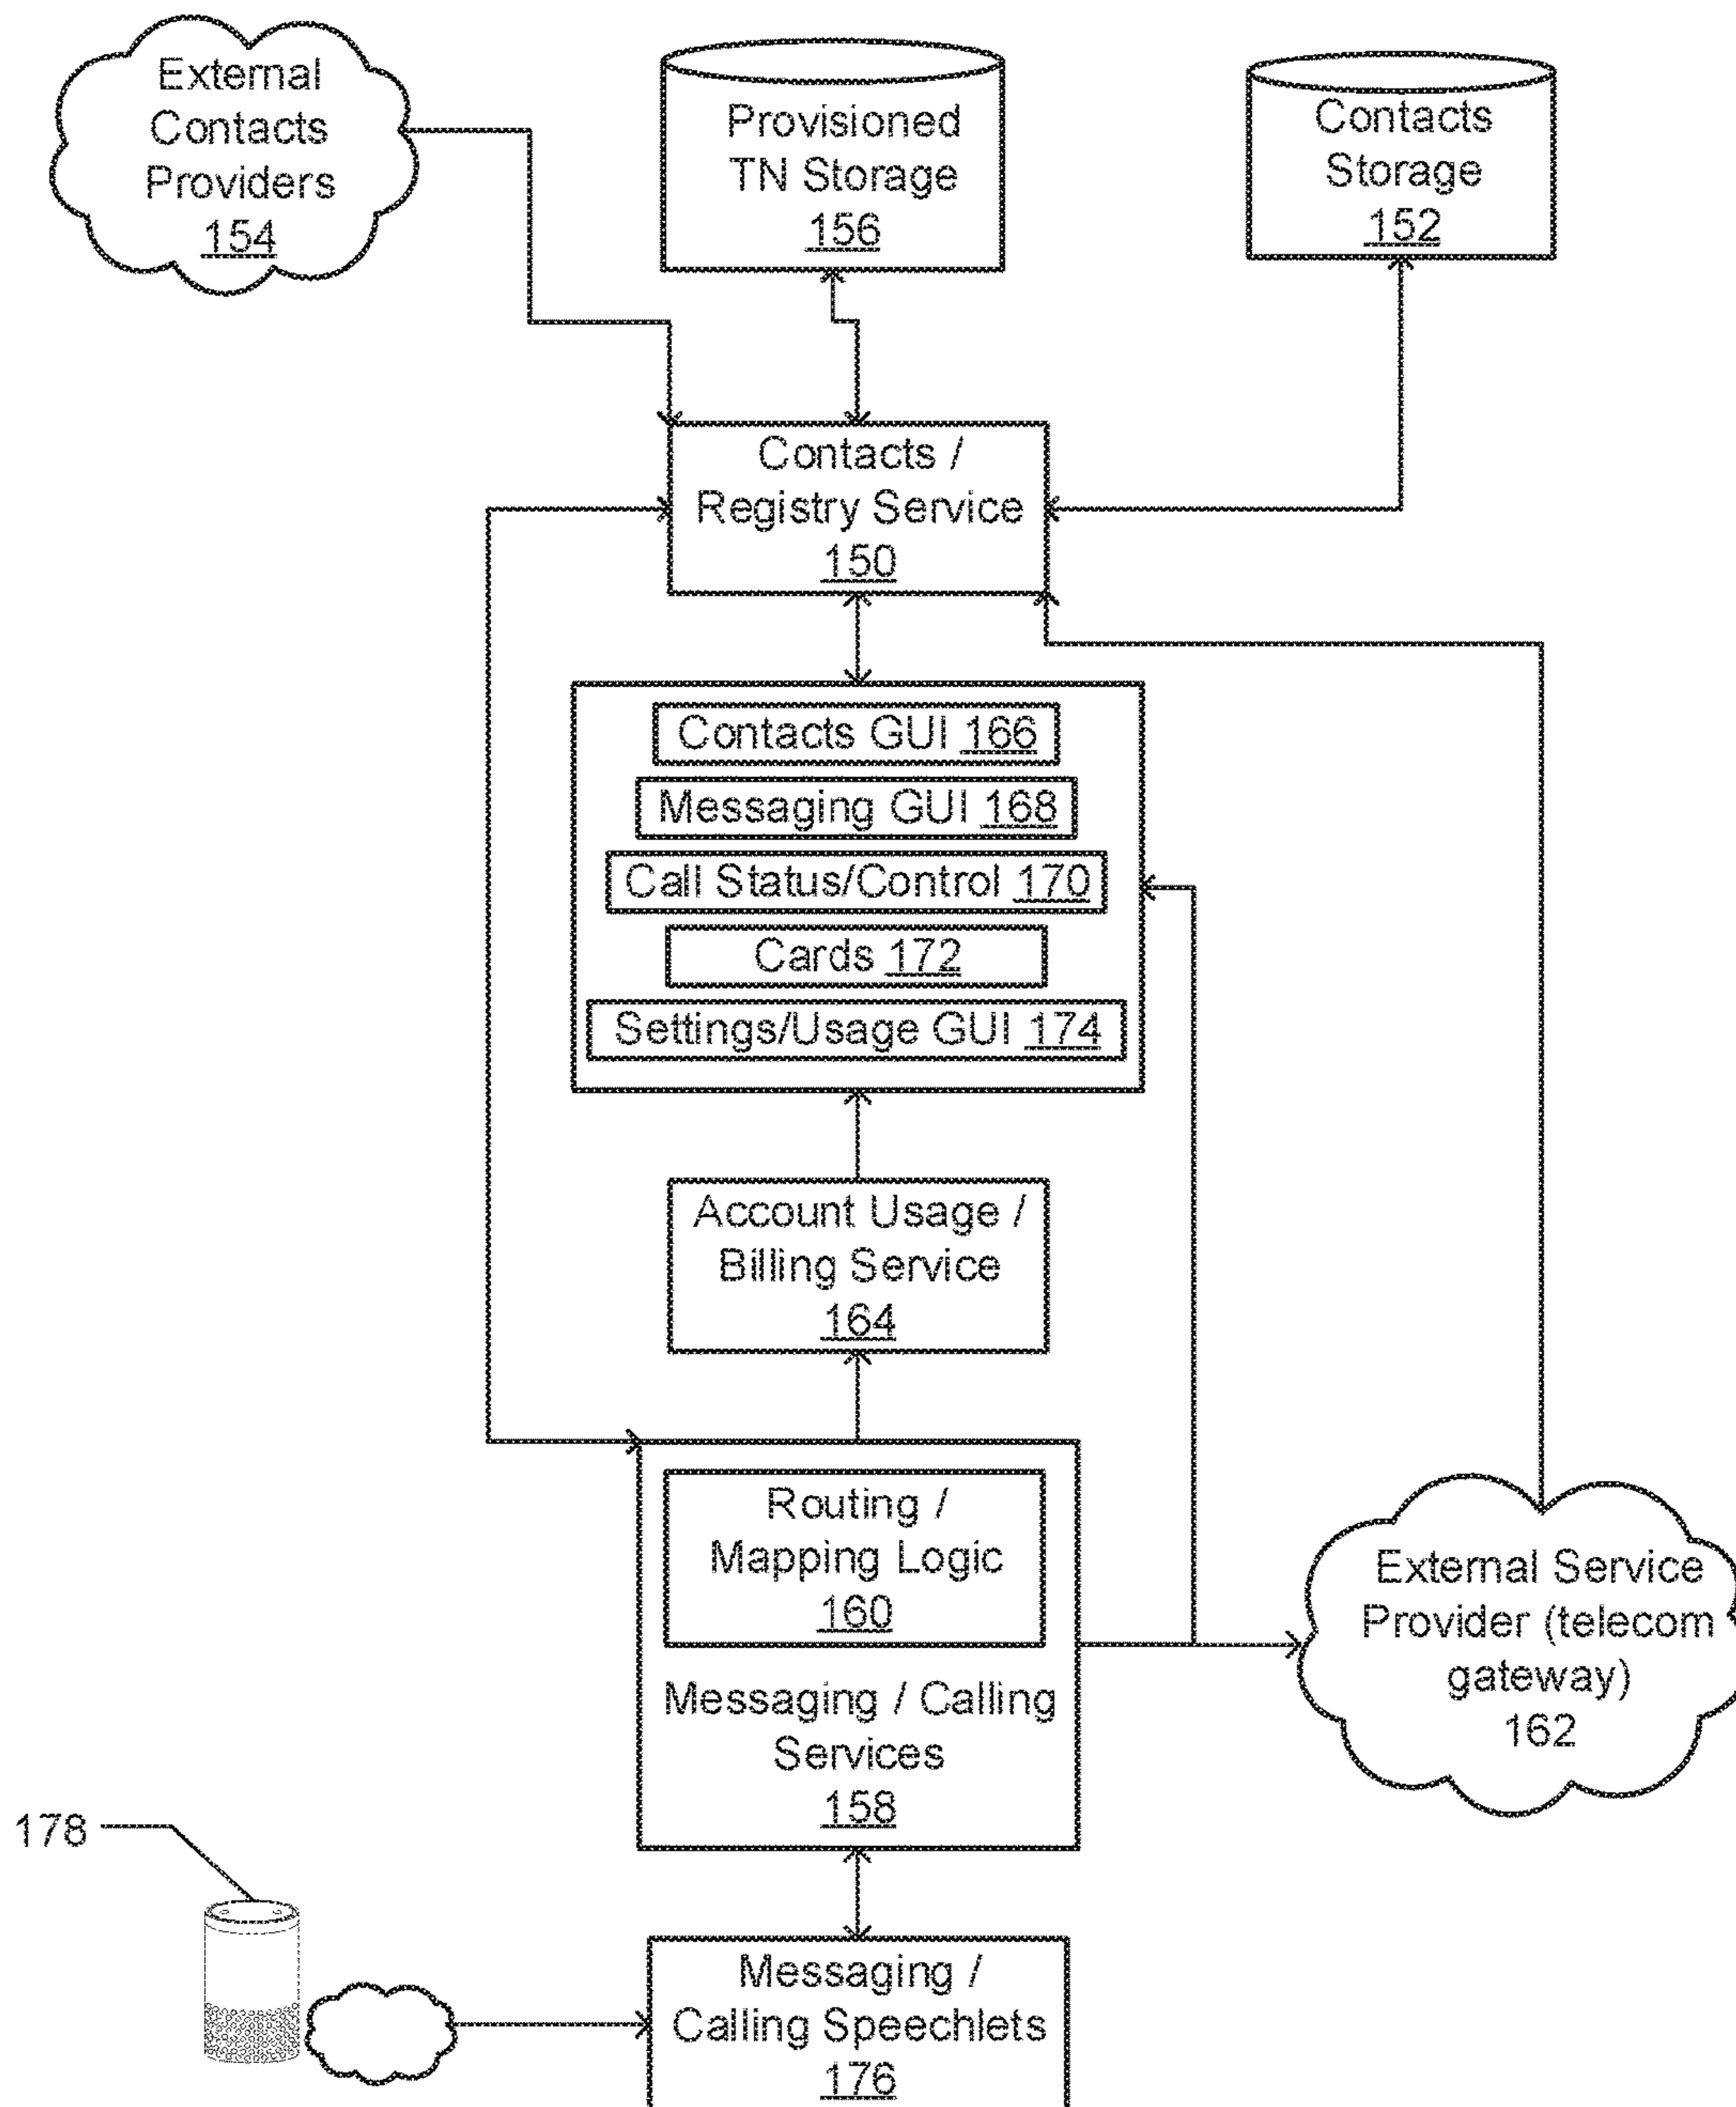 External
Contacts
Providers
154
Provisioned
TN Storage
156
Contacts
Storage
152
Contacts /
Registry Service
150
Contacts GUI 166
Messaging GUI 168
Call Status/Control 170
Cards 172
Settings/Usage GUI 174
Account Usage /
Billing Service
164
Routing /
Mapping Logic
160
Messaging / Calling
Services
158
External Service
Provider (telecom
gateway)
162
178
Messaging /
Calling Speechlets
176